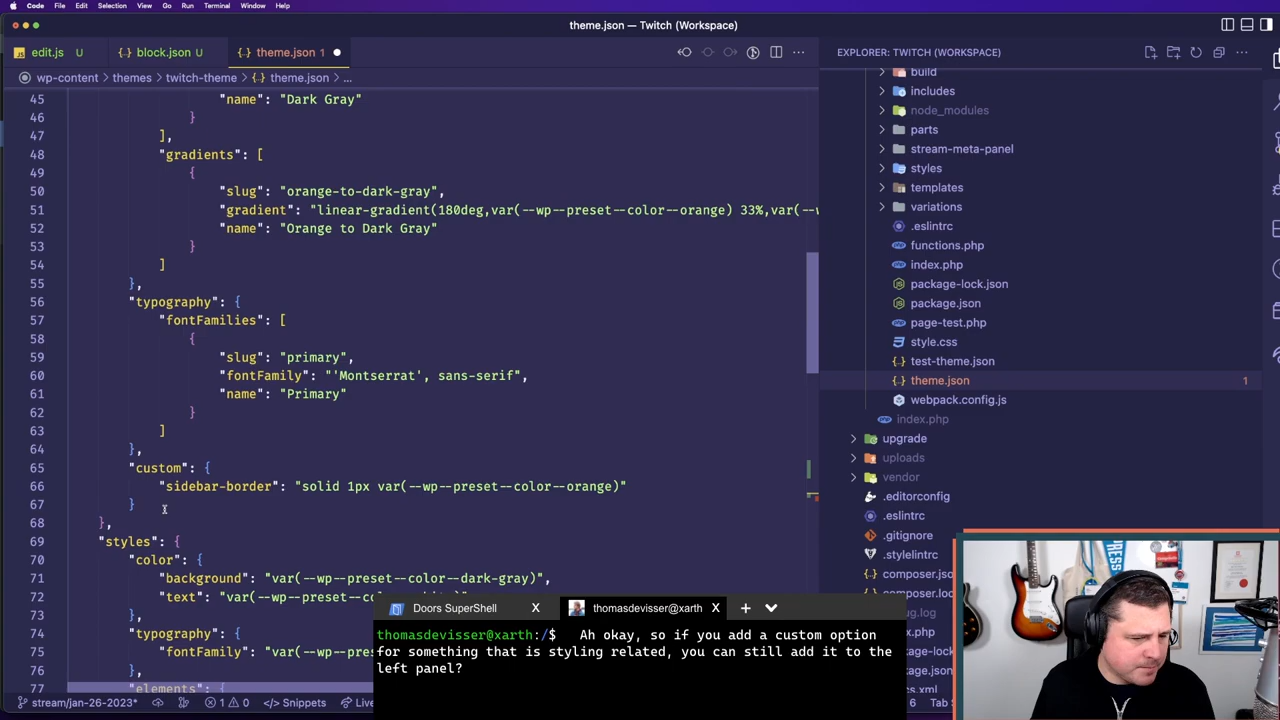 Code File Edit Selection View Go Run Terminal Window Help
theme.json — Twitch (Workspace)
edit.js U
{} block.json U
{} theme.json 1
EXPLORER: TWITCH (WORKSPACE)
wp-content > themes > twitch-theme > {} theme.json > ...
45 "name": "Dark Gray"
46 }
47 ],
48 "gradients": [
49 {
50 "slug": "orange-to-dark-gray",
51 "gradient": "linear-gradient(180deg,var(--wp--preset--color--orange) 33%,var(--w
52 "name": "Orange to Dark Gray"
53 }
54 ]
55 },
56 "typography": {
57 "fontFamilies": [
58 {
59 "slug": "primary",
60 "fontFamily": "'Montserrat', sans-serif",
61 "name": "Primary"
62 }
63 ]
64 },
65 "custom": {
66 "sidebar-border": "solid 1px var(--wp--preset--color--orange)"
67 }
68 },
69 "styles": {
70 "color": {
71 "background": "var(--wp--preset--color--dark-gray)",
72 "text": "var(--wp--preset--co
73 },
74 "typography": {
75 "fontFamily": "var(--wp--pres
76 },
77 "elements": {
build
includes
node_modules
parts
stream-meta-panel
styles
templates
variations
.eslintrc
functions.php
index.php
package-lock.json
package.json
page-test.php
style.css
{} test-theme.json
{} theme.json 1
webpack.config.js
index.php
upgrade
uploads
vendor
.editorconfig
.eslintrc
.gitignore
.stylelintrc
composer.jso
composer.lo
Doors SuperShell
thomasdevisser@xarth
thomasdevisser@xarth:/$ Ah okay, so if you add a custom option
for something that is styling related, you can still add it to the
left panel?
stream/jan-26-2023* 1 0 </> Snippets Live